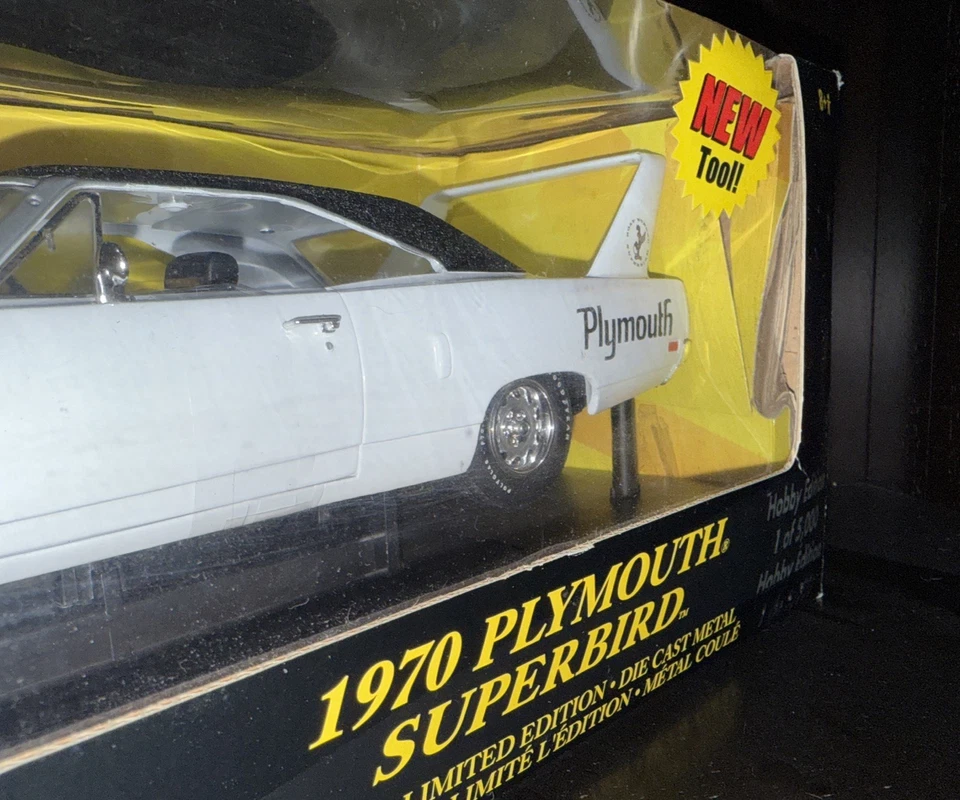 8+
NEW
Tool!
Plymouth
Hobby Edition
1 of 5,000
Hobby Edition
1970 PLYMOUTH®
SUPERBIRD™
LIMITED EDITION • DIE CAST METAL
LIMITÉ L'ÉDITION • MÉTAL COULÉ